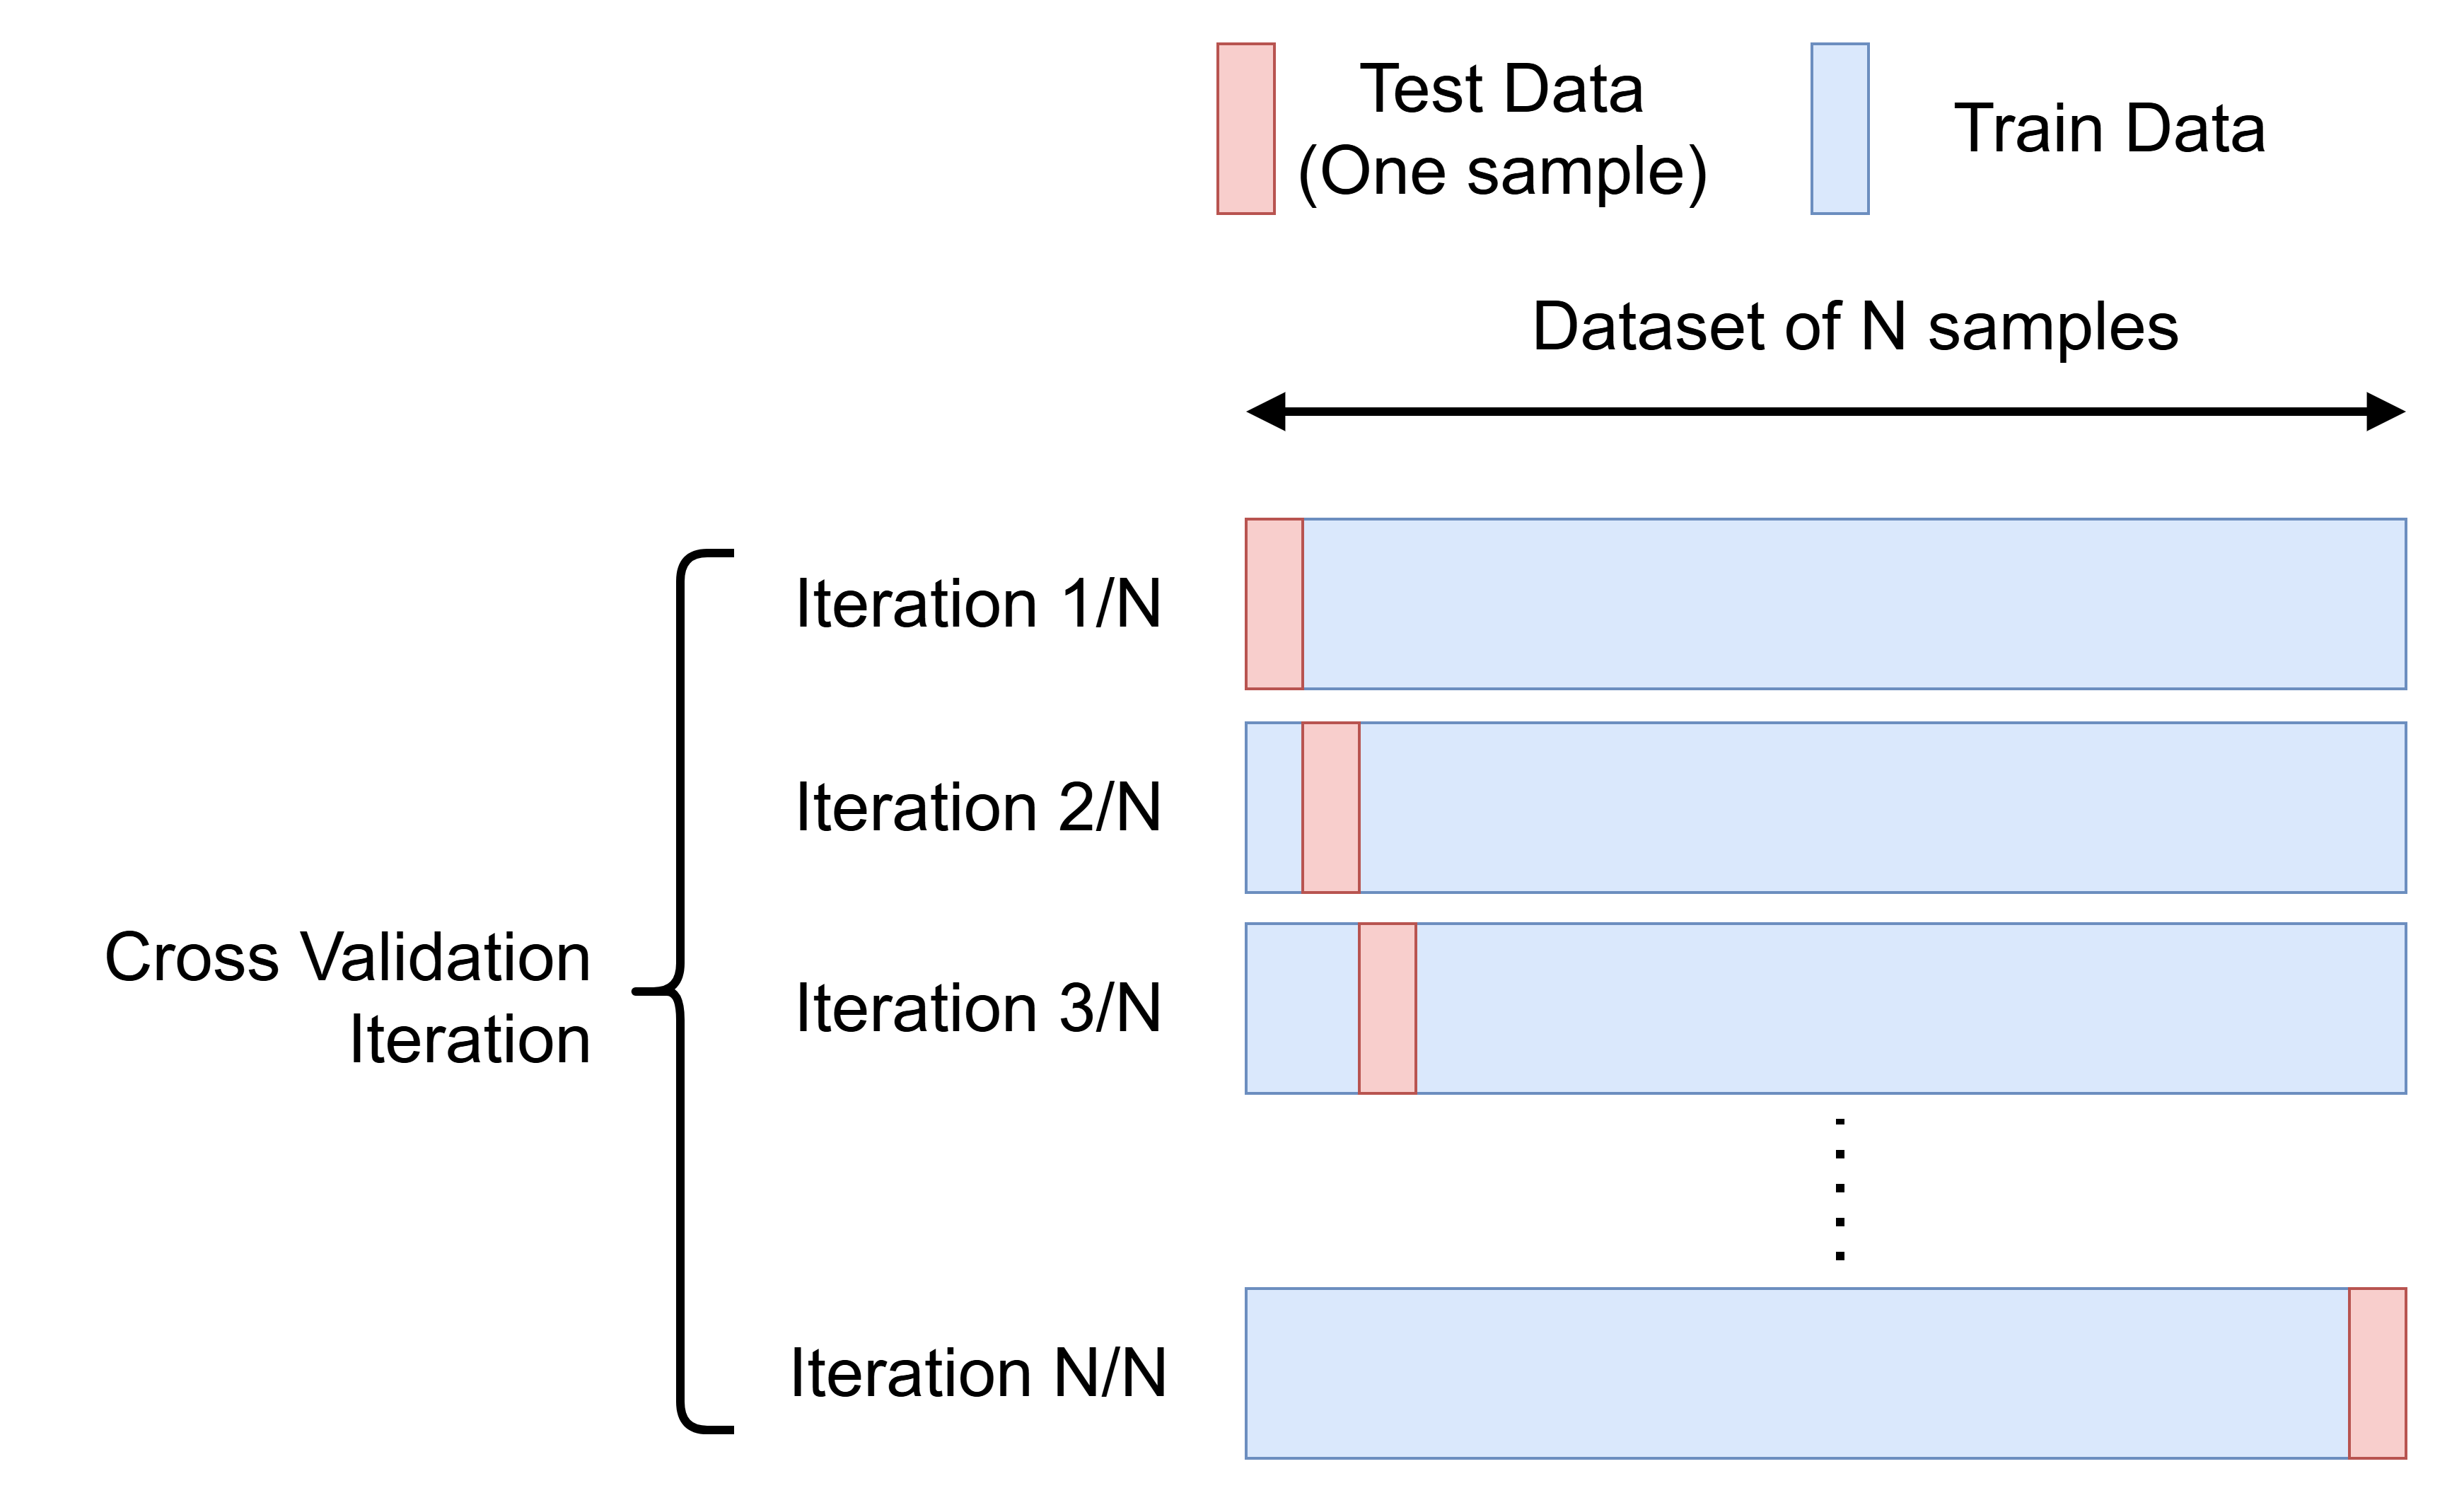 Test Data
(One sample)
Train Data
Dataset of N samples
Iteration 1/N
Iteration 2/N
Iteration 3/N
Cross Validation
Iteration
Iteration N/N